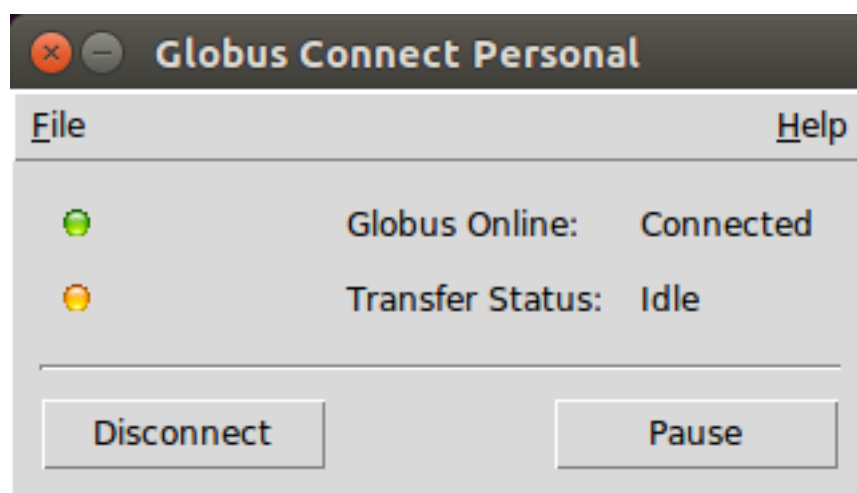 Globus Connect Personal
File Help
Globus Online: Connected
Transfer Status: Idle
Disconnect Pause